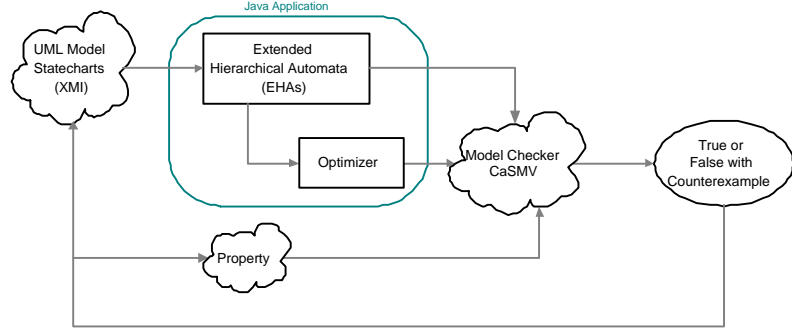 Java Application
UML Model
Statecharts
(XMI)
Extended
Hierarchical Automata
(EHAs)
Optimizer
Model Checker
CaSMV
True or
False with
Counterexample
Property